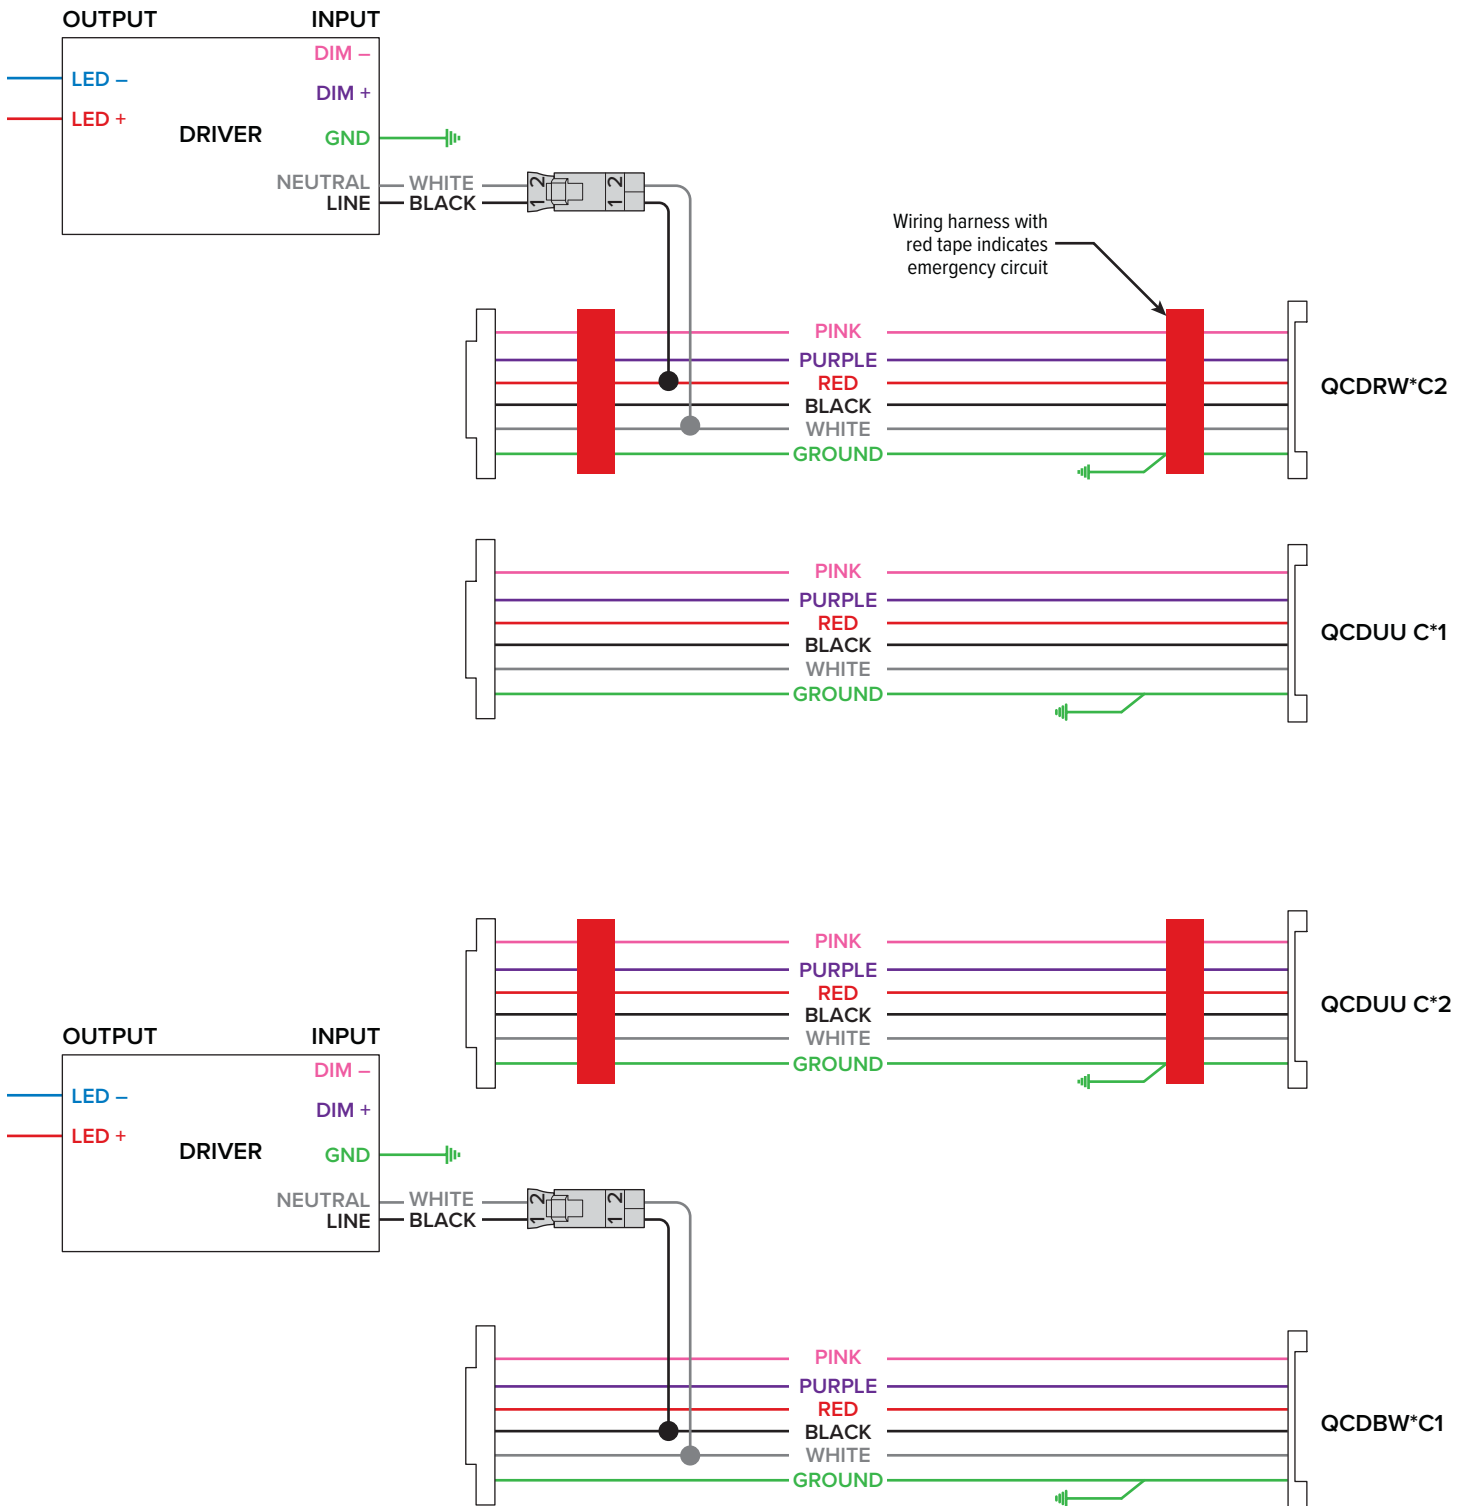 OUTPUT INPUT
DIM –
LED –
DIM +
LED +
DRIVER
GND
NEUTRAL WHITE
LINE BLACK
1 2 1 2
Wiring harness with
red tape indicates
emergency circuit
PINK
PURPLE
RED
BLACK
WHITE
GROUND
QCDRW*C2
PINK
PURPLE
RED
BLACK
WHITE
GROUND
QCDUU C*1
PINK
PURPLE
RED
BLACK
WHITE
GROUND
QCDUU C*2
OUTPUT INPUT
DIM –
LED –
DIM +
LED +
DRIVER
GND
NEUTRAL WHITE
LINE BLACK
1 2 1 2
PINK
PURPLE
RED
BLACK
WHITE
GROUND
QCDBW*C1